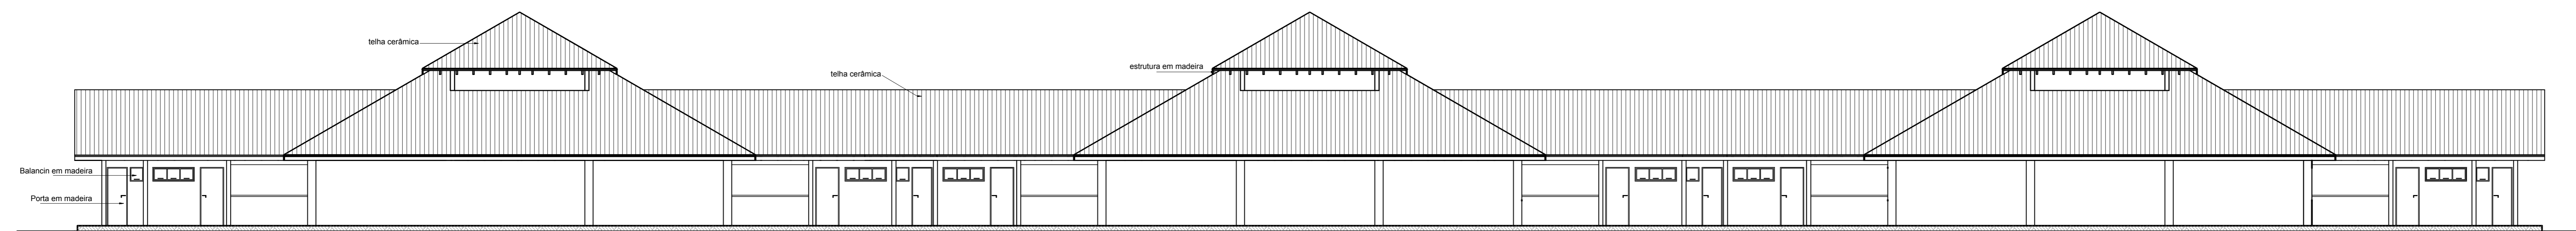 telha cerâmica
telha cerâmica
estrutura em madeira
Balancin em madeira
Porta em madeira